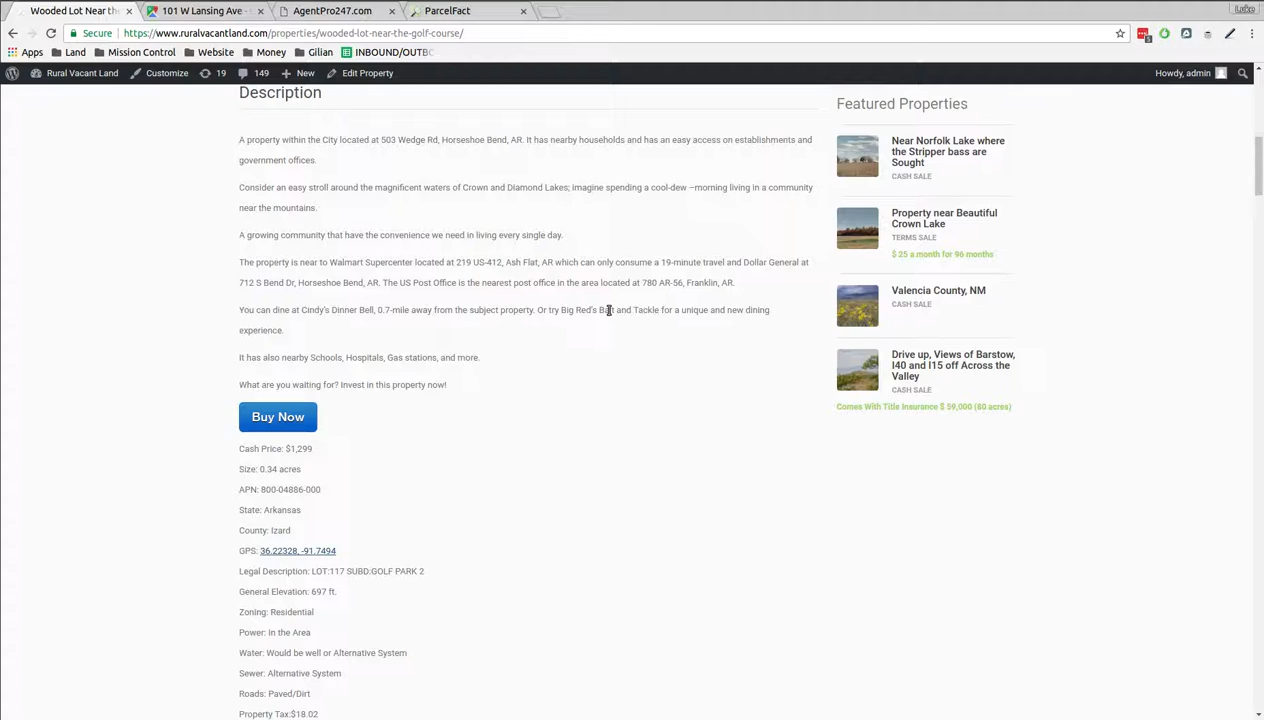 Wooded Lot Near the
101 W Lansing Ave -
AgentPro247.com
ParcelFact
Secure
https://www.ruralvacantland.com/properties/wooded-lot-near-the-golf-course/
Apps Land Mission Control Website Money Gilian INBOUND/OUTBO
Rural Vacant Land Customize 19 149 New Edit Property Howdy, admin
Description
A property within the City located at 503 Wedge Rd, Horseshoe Bend, AR. It has nearby households and has an easy access on establishments and
government offices.
Consider an easy stroll around the magnificent waters of Crown and Diamond Lakes; imagine spending a cool-dew –morning living in a community
near the mountains.
A growing community that have the convenience we need in living every single day.
The property is near to Walmart Supercenter located at 219 US-412, Ash Flat, AR which can only consume a 19-minute travel and Dollar General at
712 S Bend Dr, Horseshoe Bend, AR. The US Post Office is the nearest post office in the area located at 780 AR-56, Franklin, AR.
You can dine at Cindy's Dinner Bell, 0.7-mile away from the subject property. Or try Big Red's Bait and Tackle for a unique and new dining
experience.
It has also nearby Schools, Hospitals, Gas stations, and more.
What are you waiting for? Invest in this property now!
Buy Now
Cash Price: $1,299
Size: 0.34 acres
APN: 800-04886-000
State: Arkansas
County: Izard
GPS: 36.22328, -91.7494
Legal Description: LOT:117 SUBD:GOLF PARK 2
General Elevation: 697 ft.
Zoning: Residential
Power: In the Area
Water: Would be well or Alternative System
Sewer: Alternative System
Roads: Paved/Dirt
Property Tax:$18.02
Featured Properties
Near Norfolk Lake where
the Stripper bass are
Sought
CASH SALE
Property near Beautiful
Crown Lake
TERMS SALE
$ 25 a month for 96 months
Valencia County, NM
CASH SALE
Drive up, Views of Barstow,
I40 and I15 off Across the
Valley
CASH SALE
Comes With Title Insurance $ 59,000 (80 acres)